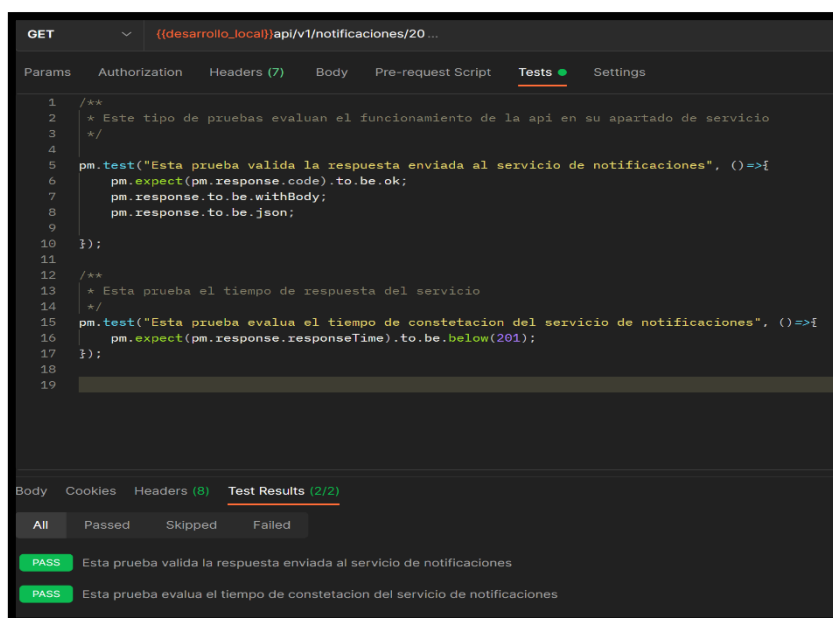 GET {{desarrollo_local}}api/v1/notificaciones/20...
Params Authorization Headers (7) Body Pre-request Script Tests Settings
1 /**
2 * Este tipo de pruebas evaluan el funcionamiento de la api en su apartado de servicio
3 */
4
5 pm.test("Esta prueba valida la respuesta enviada al servicio de notificaciones", ()=>{
6 pm.expect(pm.response.code).to.be.ok;
7 pm.response.to.be.withBody;
8 pm.response.to.be.json;
9
10 });
11
12 /**
13 * Esta prueba el tiempo de respuesta del servicio
14 */
15 pm.test("Esta prueba evalua el tiempo de constetacion del servicio de notificaciones", ()=>{
16 pm.expect(pm.response.responseTime).to.be.below(201);
17 });
18
19
Body Cookies Headers (8) Test Results (2/2)
All Passed Skipped Failed
PASS Esta prueba valida la respuesta enviada al servicio de notificaciones
PASS Esta prueba evalua el tiempo de constetacion del servicio de notificaciones